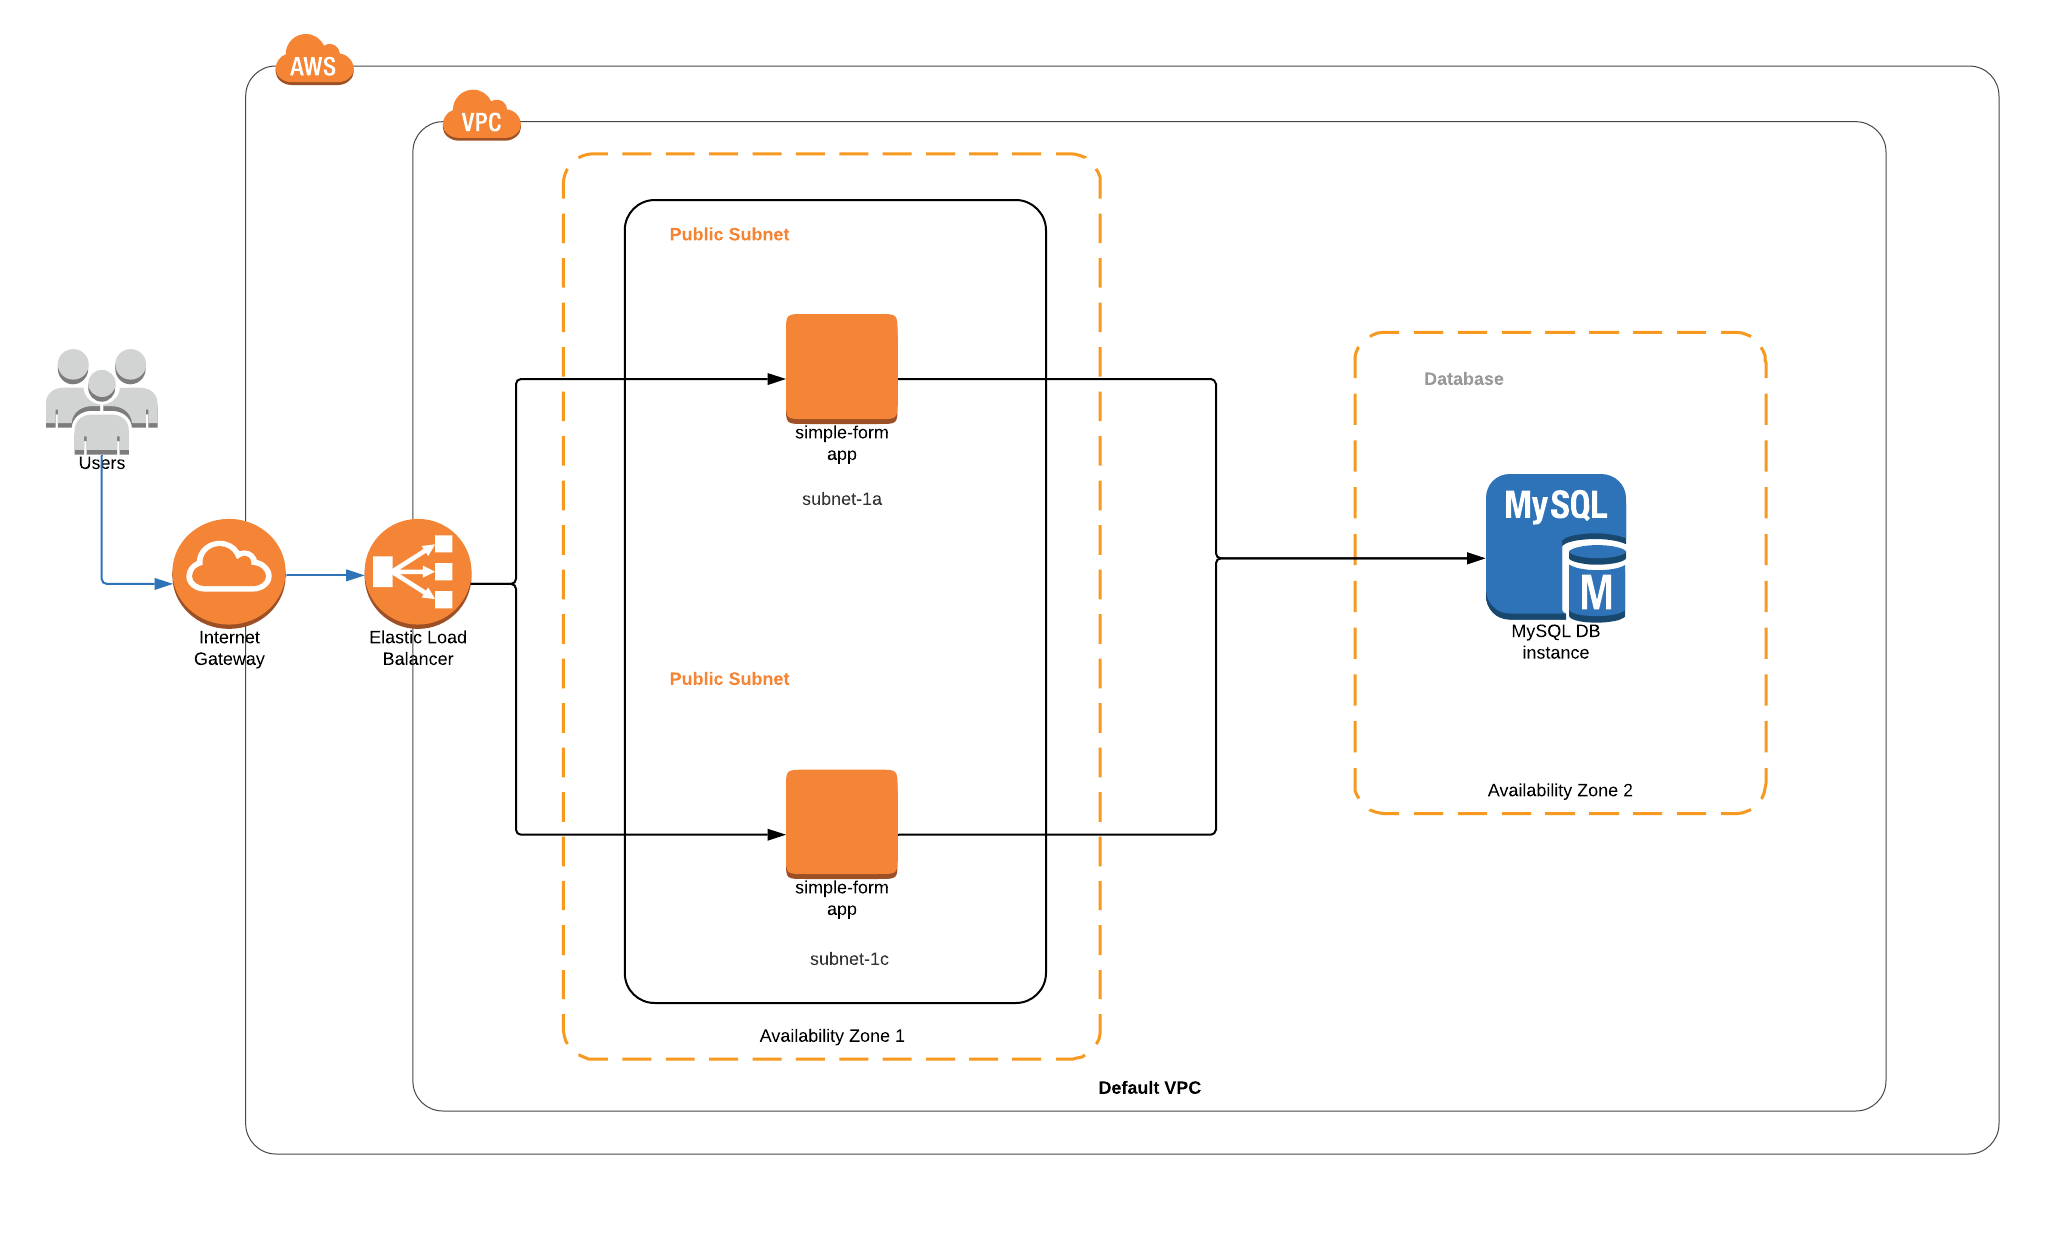 AWS
VPC
Public Subnet
simple-form
app
subnet-1a
Users
Internet
Gateway
Elastic Load
Balancer
Public Subnet
simple-form
app
subnet-1c
Availability Zone 1
Database
MySQL
M
MySQL DB
instance
Availability Zone 2
Default VPC